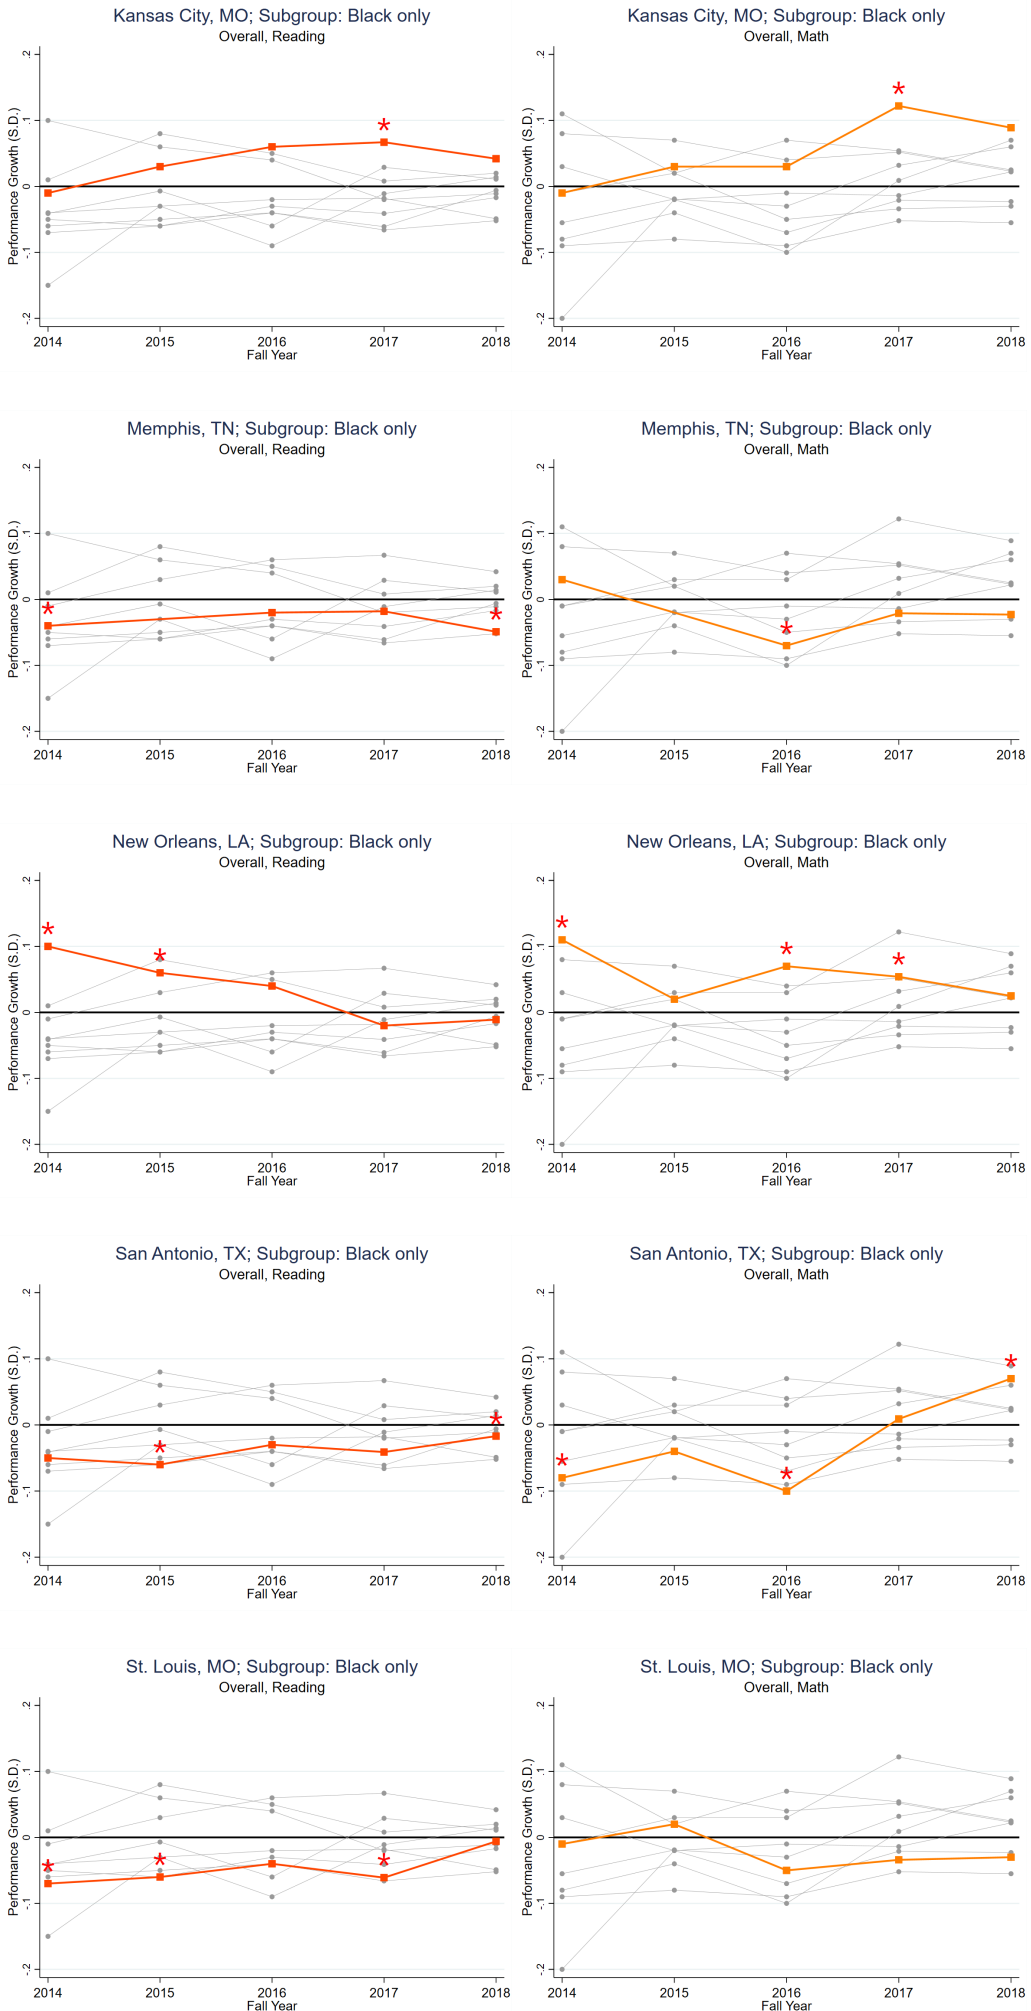 Kansas City, MO; Subgroup: Black only
Overall, Reading
Performance Growth (S.D.)
.2
.1
0
-.1
-.2
2014 2015 2016 2017 2018
Fall Year
Kansas City, MO; Subgroup: Black only
Overall, Math
Performance Growth (S.D.)
.2
.1
0
-.1
-.2
2014 2015 2016 2017 2018
Fall Year
Memphis, TN; Subgroup: Black only
Overall, Reading
Performance Growth (S.D.)
.2
.1
0
-.1
-.2
2014 2015 2016 2017 2018
Fall Year
Memphis, TN; Subgroup: Black only
Overall, Math
Performance Growth (S.D.)
.2
.1
0
-.1
-.2
2014 2015 2016 2017 2018
Fall Year
New Orleans, LA; Subgroup: Black only
Overall, Reading
Performance Growth (S.D.)
.2
.1
0
-.1
-.2
2014 2015 2016 2017 2018
Fall Year
New Orleans, LA; Subgroup: Black only
Overall, Math
Performance Growth (S.D.)
.2
.1
0
-.1
-.2
2014 2015 2016 2017 2018
Fall Year
San Antonio, TX; Subgroup: Black only
Overall, Reading
Performance Growth (S.D.)
.2
.1
0
-.1
-.2
2014 2015 2016 2017 2018
Fall Year
San Antonio, TX; Subgroup: Black only
Overall, Math
Performance Growth (S.D.)
.2
.1
0
-.1
-.2
2014 2015 2016 2017 2018
Fall Year
St. Louis, MO; Subgroup: Black only
Overall, Reading
Performance Growth (S.D.)
.2
.1
0
-.1
-.2
2014 2015 2016 2017 2018
Fall Year
St. Louis, MO; Subgroup: Black only
Overall, Math
Performance Growth (S.D.)
.2
.1
0
-.1
-.2
2014 2015 2016 2017 2018
Fall Year